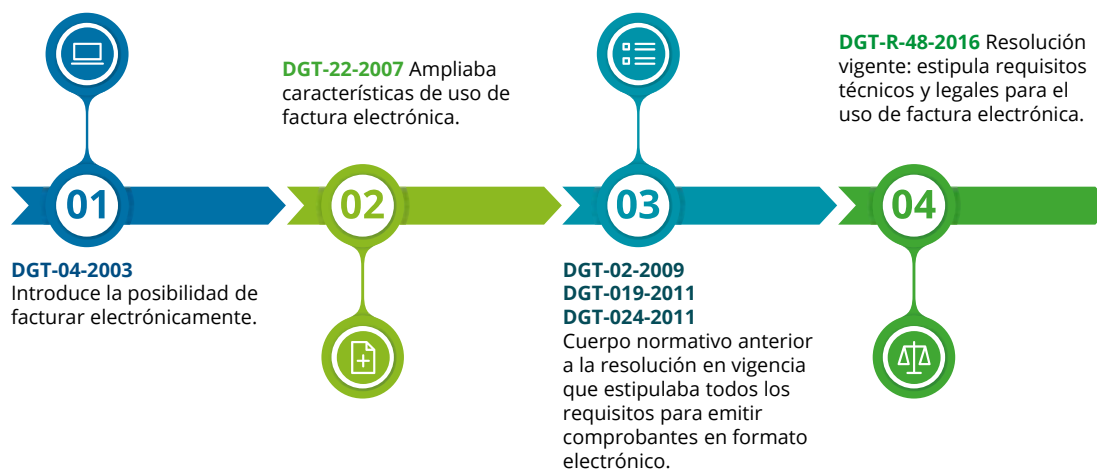 01
DGT-04-2003
Introduce la posibilidad de
facturar electrónicamente.
DGT-22-2007 Ampliaba
características de uso de
factura electrónica.
02
03
DGT-02-2009
DGT-019-2011
DGT-024-2011
Cuerpo normativo anterior
a la resolución en vigencia
que estipulaba todos los
requisitos para emitir
comprobantes en formato
electrónico.
DGT-R-48-2016 Resolución
vigente: estipula requisitos
técnicos y legales para el
uso de factura electrónica.
04